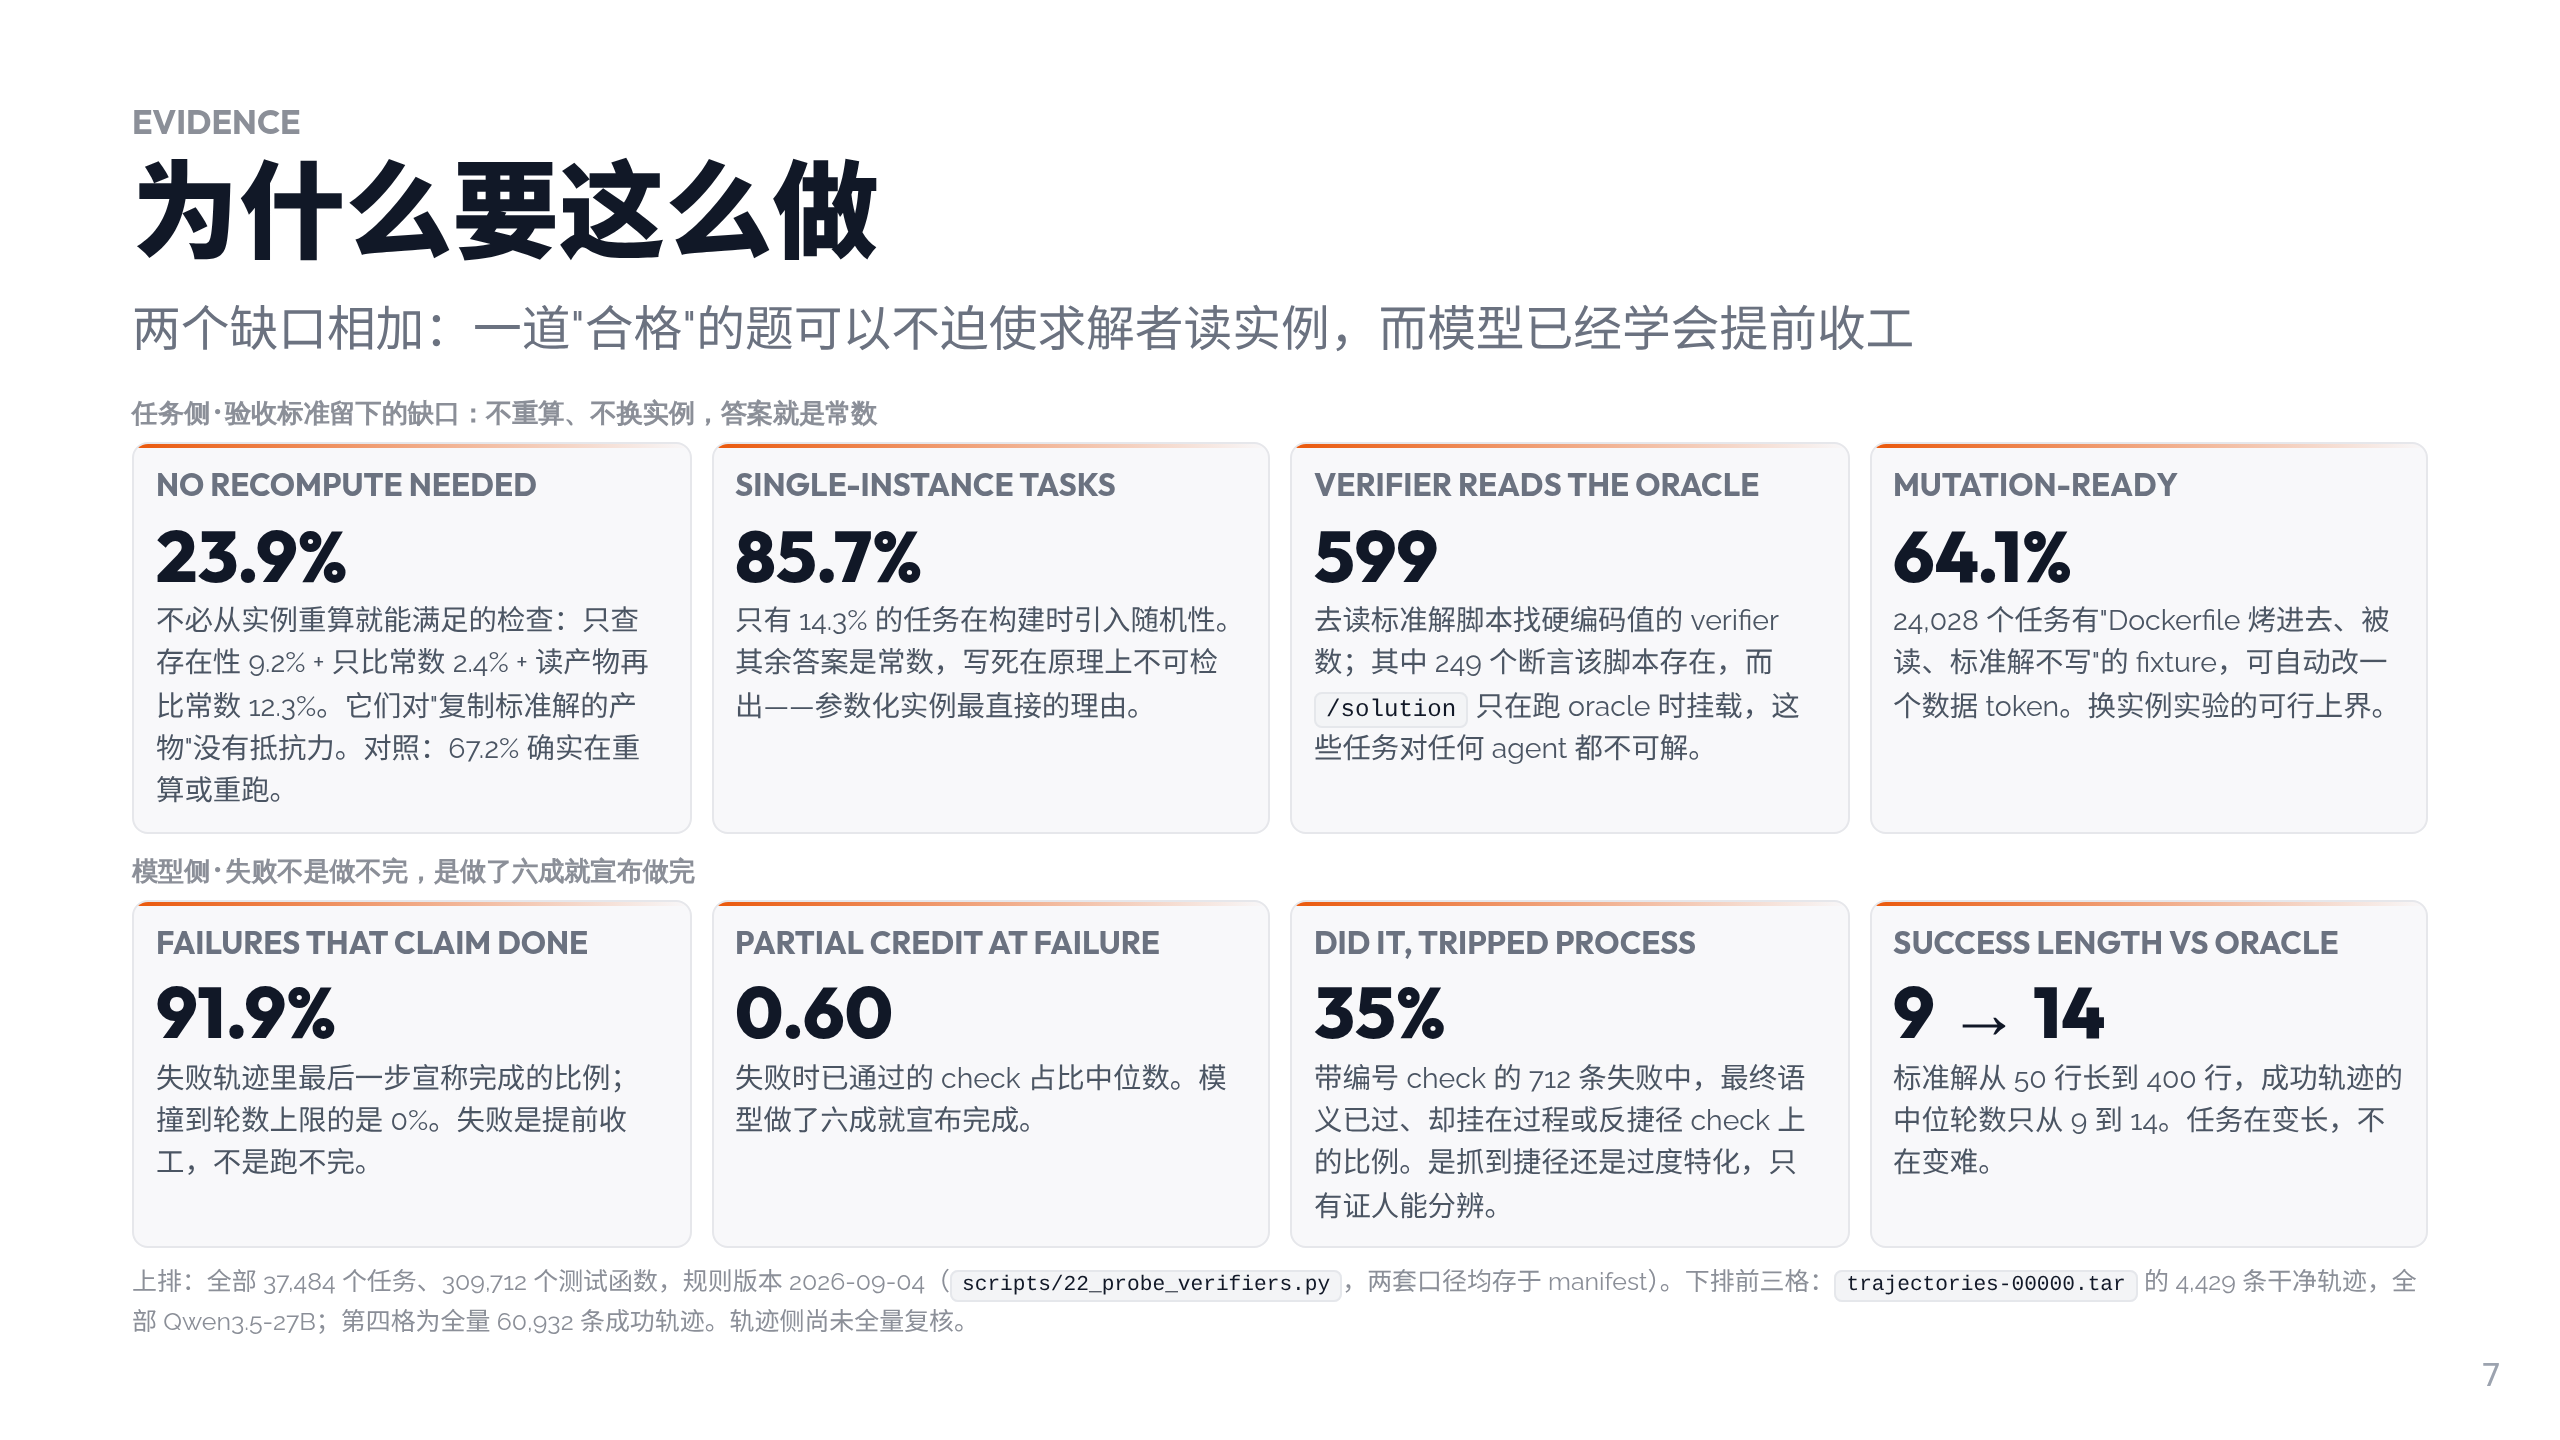 EVIDENCE
为什么要这么做
两个缺口相加：一道"合格"的题可以不迫使求解者读实例，而模型已经学会提前收工
任务侧·验收标准留下的缺口：不重算、不换实例，答案就是常数
NO RECOMPUTE NEEDED
23.9%
不必从实例重算就能满足的检查：只查
存在性 9.2% + 只比常数 2.4% + 读产物再
比常数 12.3%。它们对"复制标准解的产
物"没有抵抗力。对照：67.2% 确实在重
算或重跑。
SINGLE-INSTANCE TASKS
85.7%
只有 14.3% 的任务在构建时引入随机性。
其余答案是常数，写死在原理上不可检
出——参数化实例最直接的理由。
VERIFIER READS THE ORACLE
599
去读标准解脚本找硬编码值的 verifier
数；其中 249 个断言该脚本存在，而
/solution 只在跑 oracle 时挂载，这
些任务对任何 agent 都不可解。
MUTATION-READY
64.1%
24,028 个任务有"Dockerfile 烤进去、被
读、标准解不写"的 fixture，可自动改一
个数据 token。换实例实验的可行上界。
模型侧·失败不是做不完，是做了六成就宣布做完
FAILURES THAT CLAIM DONE
91.9%
失败轨迹里最后一步宣称完成的比例；
撞到轮数上限的是 0%。失败是提前收
工，不是跑不完。
PARTIAL CREDIT AT FAILURE
0.60
失败时已通过的 check 占比中位数。模
型做了六成就宣布完成。
DID IT, TRIPPED PROCESS
35%
带编号 check 的 712 条失败中，最终语
义已过、却挂在过程或反捷径 check 上
的比例。是抓到捷径还是过度特化，只
有证人能分辨。
SUCCESS LENGTH VS ORACLE
9 → 14
标准解从 50 行长到 400 行，成功轨迹的
中位轮数只从 9 到 14。任务在变长，不
在变难。
上排：全部 37,484 个任务、309,712 个测试函数，规则版本 2026-09-04（scripts/22_probe_verifiers.py，两套口径均存于 manifest）。下排前三格：trajectories-00000.tar 的 4,429 条干净轨迹，全
部 Qwen3.5-27B；第四格为全量 60,932 条成功轨迹。轨迹侧尚未全量复核。
7